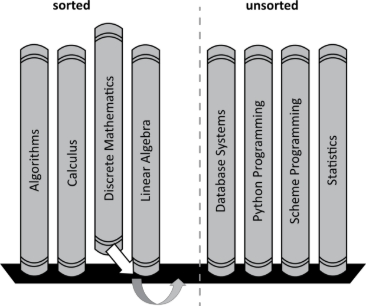 sorted
unsorted
Algorithms
Calculus
Discrete Mathematics
Linear Algebra
Database Systems
Python Programming
Scheme Programming
Statistics